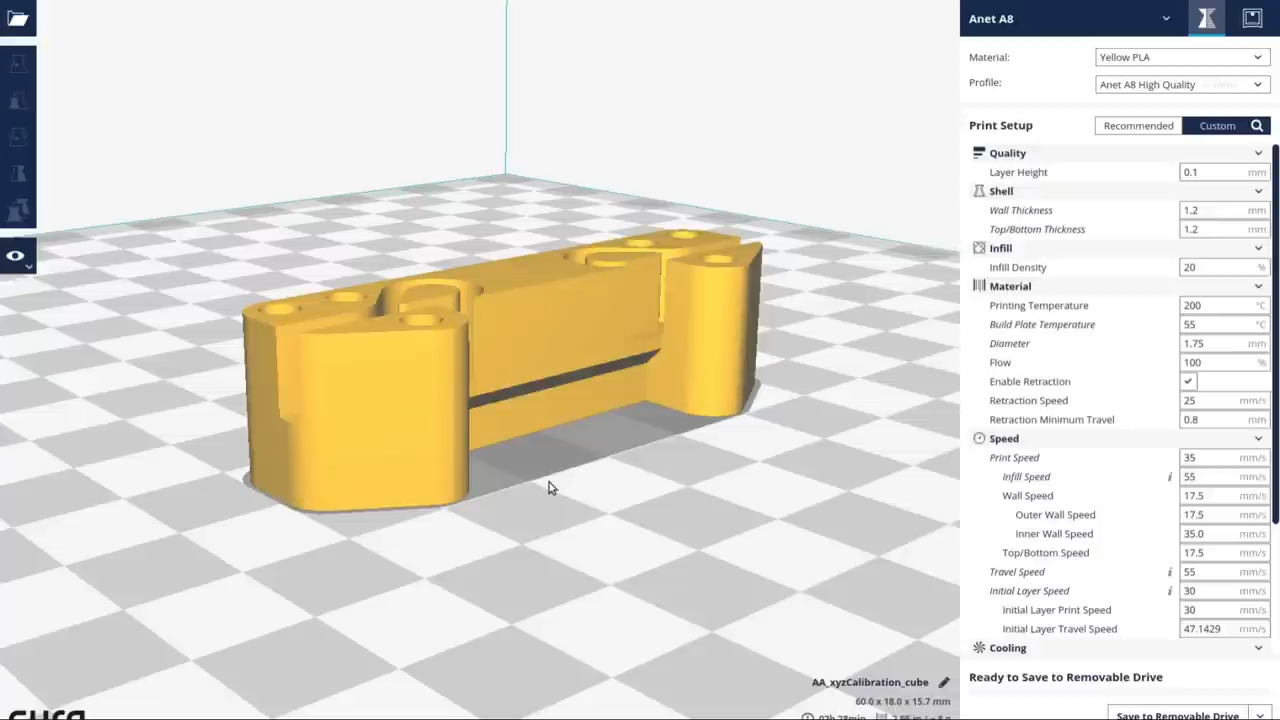 Anet A8
Material: Yellow PLA
Profile: Anet A8 High Quality
Print Setup Recommended Custom
Quality
Layer Height 0.1 mm
Shell
Wall Thickness 1.2 mm
Top/Bottom Thickness 1.2 mm
Infill
Infill Density 20 %
Material
Printing Temperature 200 °C
Build Plate Temperature 55 °C
Diameter 1.75 mm
Flow 100 %
Enable Retraction
Retraction Speed 25 mm/s
Retraction Minimum Travel 0.8 mm
Speed
Print Speed 35 mm/s
Infill Speed i 55 mm/s
Wall Speed 17.5 mm/s
Outer Wall Speed 17.5 mm/s
Inner Wall Speed 35.0 mm/s
Top/Bottom Speed 17.5 mm/s
Travel Speed i 55 mm/s
Initial Layer Speed i 30 mm/s
Initial Layer Print Speed 30 mm/s
Initial Layer Travel Speed 47.1429 mm/s
Cooling
Ready to Save to Removable Drive
AA_xyzCalibration_cube
60.0 x 18.0 x 15.7 mm
Save to Removable Drive